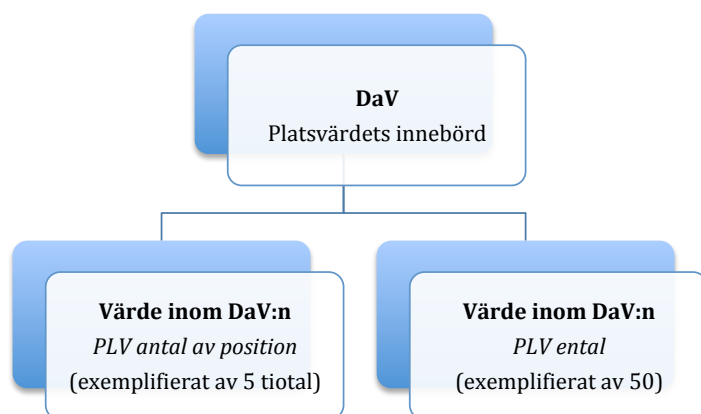 DaV
Platsvärdets innebörd
Värde inom DaV:n
PLV antal av position
(exemplifierat av 5 tiotal)
Värde inom DaV:n
PLV ental
(exemplifierat av 50)